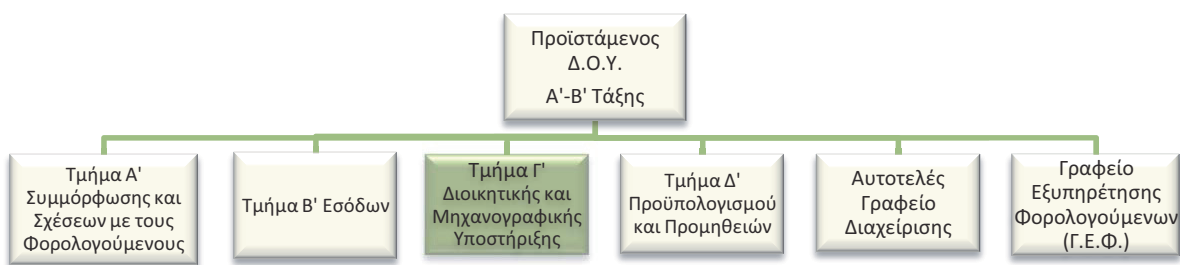 Προϊστάμενος
Δ.Ο.Υ.
Α'-Β' Τάξης
Τμήμα Α'
Συμμόρφωσης και
Σχέσεων με τους
Φορολογούμενους
Τμήμα Β' Εσόδων
Τμήμα Γ'
Διοικητικής και
Μηχανογραφικής
Υποστήριξης
Τμήμα Δ'
Προϋπολογισμού
και Προμηθειών
Αυτοτελές
Γραφείο
Διαχείρισης
Γραφείο
Εξυπηρέτησης
Φορολογούμενων
(Γ.Ε.Φ.)